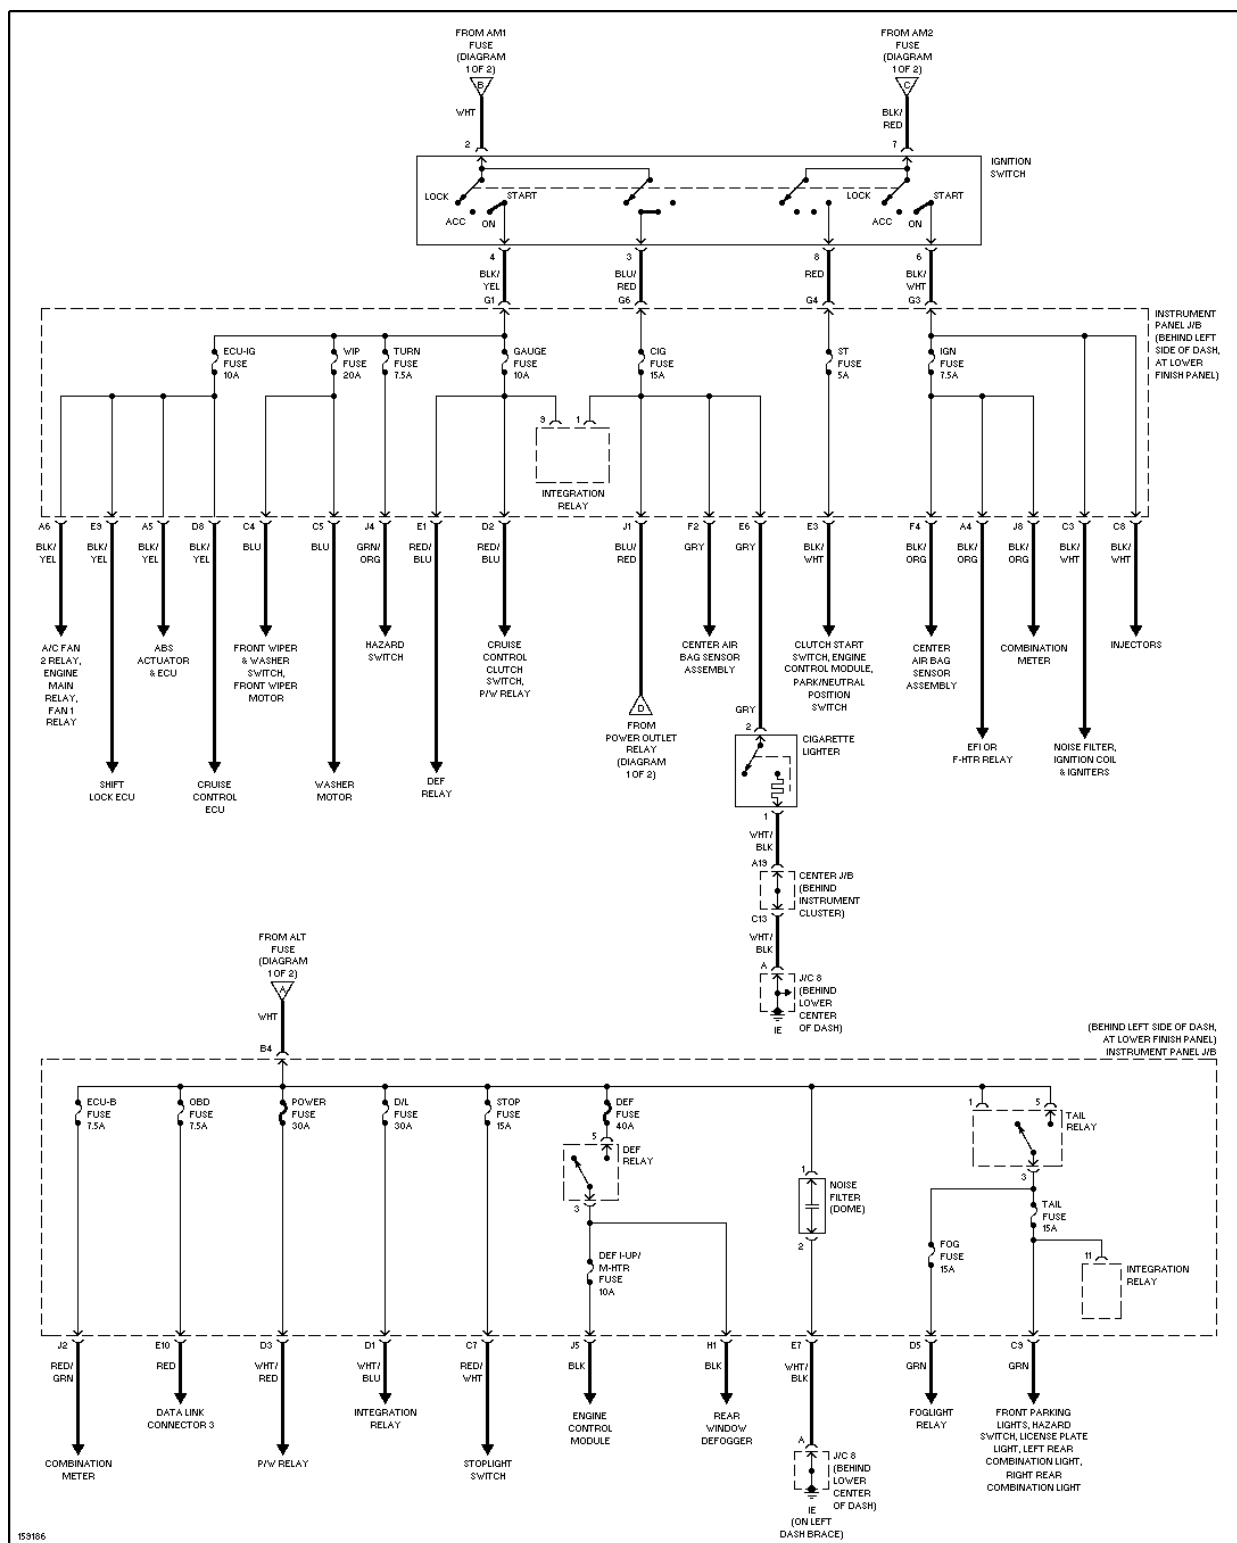 FROM AM1
FUSE
(DIAGRAM
1 OF 2)
B
WHT
2
FROM AM2
FUSE
(DIAGRAM
1 OF 2)
C
BLK/
RED
7
IGNITION
SWITCH
LOCK
START
ACC
ON
LOCK
START
ACC
ON
4
3
8
6
BLK/
YEL
BLU/
RED
RED
BLK/
WHT
G1
G6
G4
G3
INSTRUMENT
PANEL J/B
(BEHIND LEFT
SIDE OF DASH,
AT LOWER
FINISH PANEL)
ECU-IG
FUSE
10A
WIP
FUSE
20A
TURN
FUSE
7.5A
GAUGE
FUSE
10A
CIG
FUSE
15A
ST
FUSE
5A
IGN
FUSE
7.5A
9
1
INTEGRATION
RELAY
A6
E9
A5
D8
C4
C5
J4
E1
D2
J1
F2
E6
E3
F4
A4
J8
C3
C8
BLK/
YEL
BLK/
YEL
BLK/
YEL
BLK/
YEL
BLU
BLU
GRN/
ORG
RED/
BLU
RED/
BLU
BLU/
RED
GRY
GRY
BLK/
WHT
BLK/
ORG
BLK/
ORG
BLK/
ORG
BLK/
WHT
BLK/
WHT
A/C FAN
2 RELAY,
ENGINE
MAIN
RELAY,
FAN 1
RELAY
ABS
ACTUATOR
& ECU
FRONT WIPER
& WASHER
SWITCH,
FRONT WIPER
MOTOR
HAZARD
SWITCH
CRUISE
CONTROL
CLUTCH
SWITCH,
P/W RELAY
CENTER AIR
BAG SENSOR
ASSEMBLY
CLUTCH START
SWITCH, ENGINE
CONTROL MODULE,
PARK/NEUTRAL
POSITION
SWITCH
CENTER
AIR BAG
SENSOR
ASSEMBLY
COMBINATION
METER
INJECTORS
SHIFT
LOCK ECU
CRUISE
CONTROL
ECU
WASHER
MOTOR
DEF
RELAY
D
FROM
POWER OUTLET
RELAY
(DIAGRAM
1 OF 2)
EFI OR
F-HTR RELAY
NOISE FILTER,
IGNITION COIL
& IGNITERS
GRY
2
CIGARETTE
LIGHTER
1
WHT/
BLK
A19
CENTER J/B
(BEHIND
INSTRUMENT
CLUSTER)
C13
WHT/
BLK
A
J/C 8
(BEHIND
LOWER
CENTER
OF DASH)
IE
FROM ALT
FUSE
(DIAGRAM
1 OF 2)
A
WHT
B4
(BEHIND LEFT SIDE OF DASH,
AT LOWER FINISH PANEL)
INSTRUMENT PANEL J/B
ECU-B
FUSE
7.5A
OBD
FUSE
7.5A
POWER
FUSE
30A
D/L
FUSE
30A
STOP
FUSE
15A
DEF
FUSE
40A
5
DEF
RELAY
3
DEF I-UP/
M-HTR
FUSE
10A
1
NOISE
FILTER
(DOME)
2
1
5
TAIL
RELAY
3
TAIL
FUSE
15A
FOG
FUSE
15A
11
INTEGRATION
RELAY
J2
E10
D3
D1
C7
J5
H1
E7
D5
C9
RED/
GRN
RED
WHT/
RED
WHT/
BLU
RED/
WHT
BLK
BLK
WHT/
BLK
GRN
GRN
DATA LINK
CONNECTOR 3
INTEGRATION
RELAY
ENGINE
CONTROL
MODULE
REAR
WINDOW
DEFOGGER
FOGLIGHT
RELAY
FRONT PARKING
LIGHTS, HAZARD
SWITCH, LICENSE PLATE
LIGHT, LEFT REAR
COMBINATION LIGHT,
RIGHT REAR
COMBINATION LIGHT
COMBINATION
METER
P/W RELAY
STOPLIGHT
SWITCH
A
J/C 8
(BEHIND
LOWER
CENTER
OF DASH)
IE
(ON LEFT
DASH BRACE)
159186